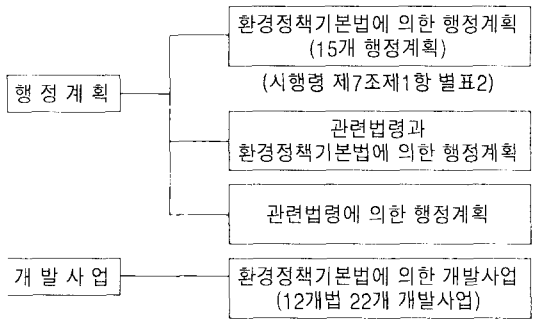 환경정책기본법에 의한 행정계획
(15개 행정계획)
(시행령 제7조제1항 별표2)
행 정 계 획
관련법령과
환경정책기본법에 의한 행정계획
관련법령에 의한 행정계획
개 발 사 업
환경정책기본법에 의한 개발사업
(12개법 22개 개발사업)